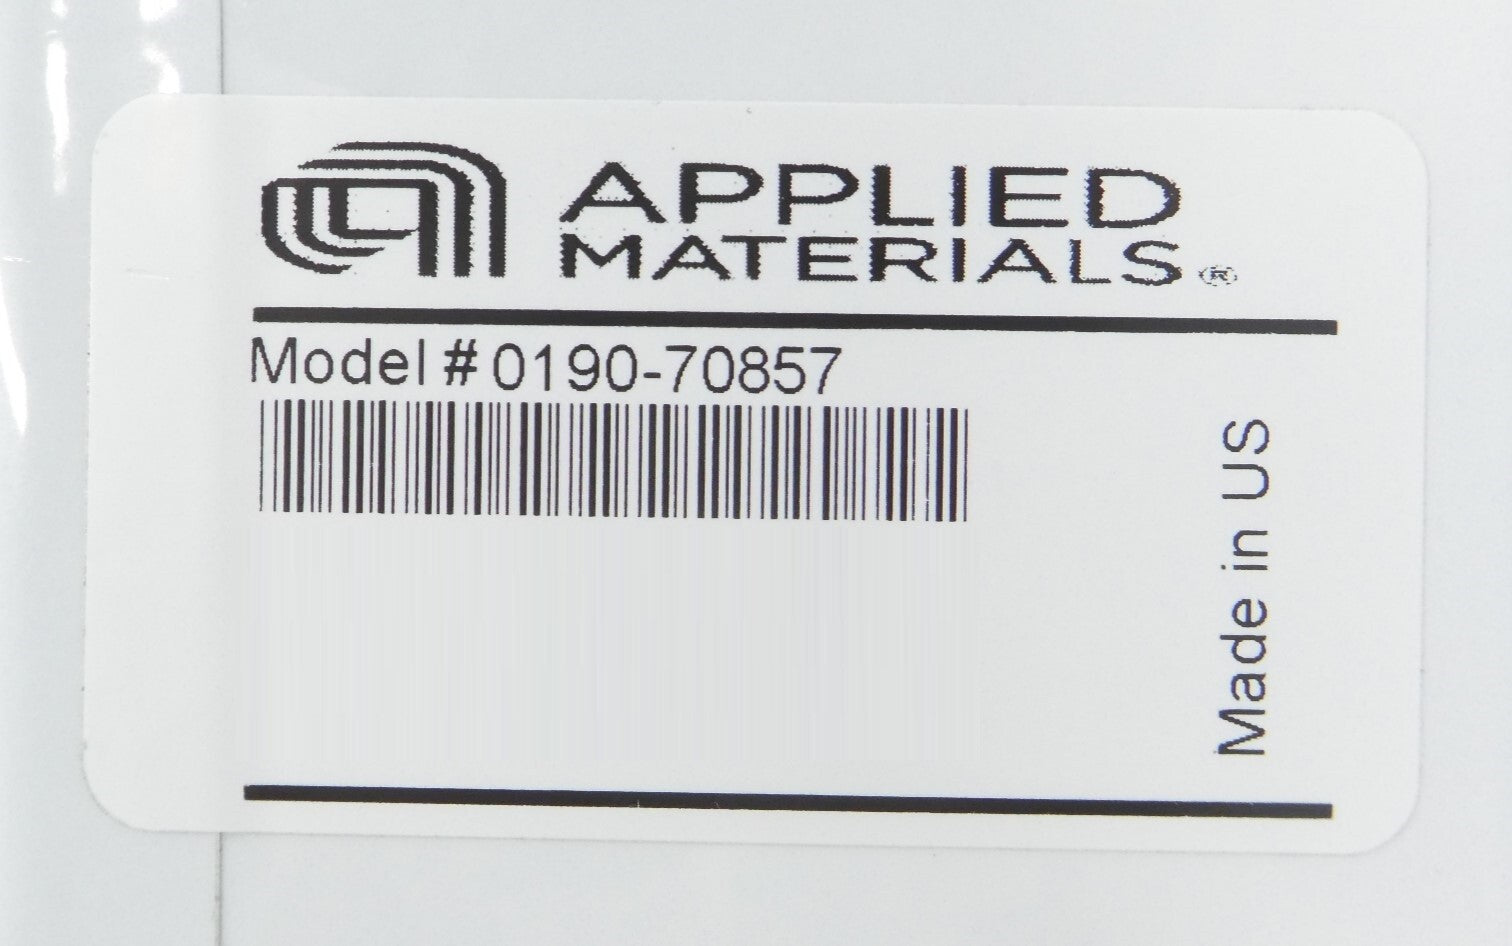 APPLIED
MATERIALS®
Model # 0190-70857
Made in US